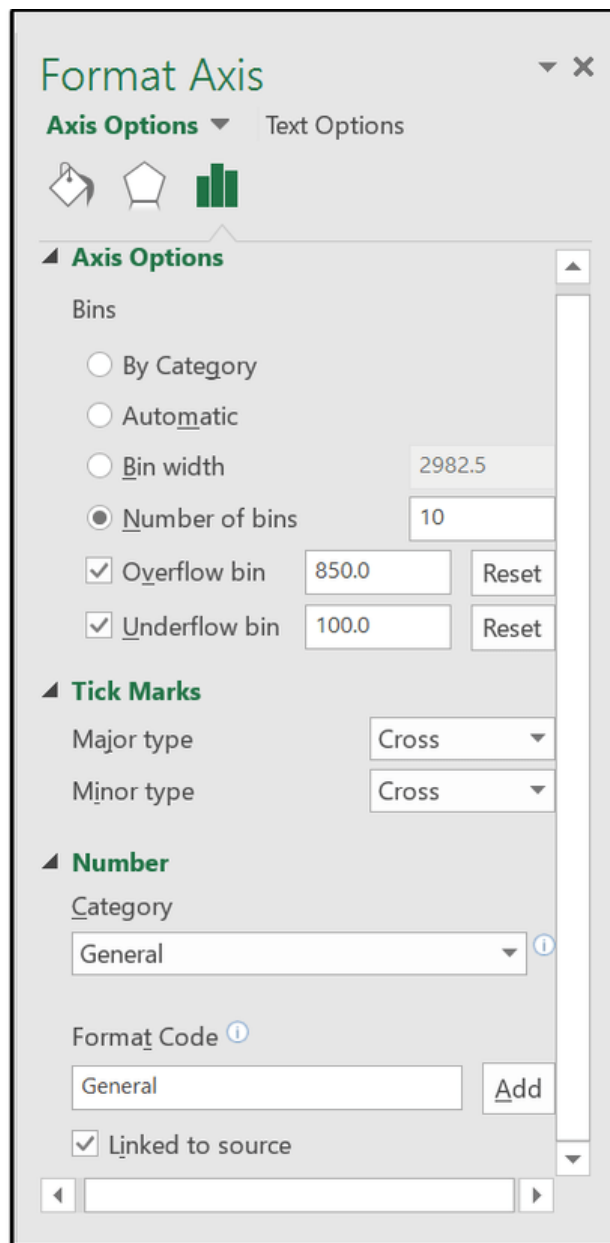 Format Axis
Axis Options Text Options
Axis Options
Bins
By Category
Automatic
Bin width 2982.5
Number of bins 10
Overflow bin 850.0 Reset
Underflow bin 100.0 Reset
Tick Marks
Major type Cross
Minor type Cross
Number
Category
General
Format Code
General Add
Linked to source